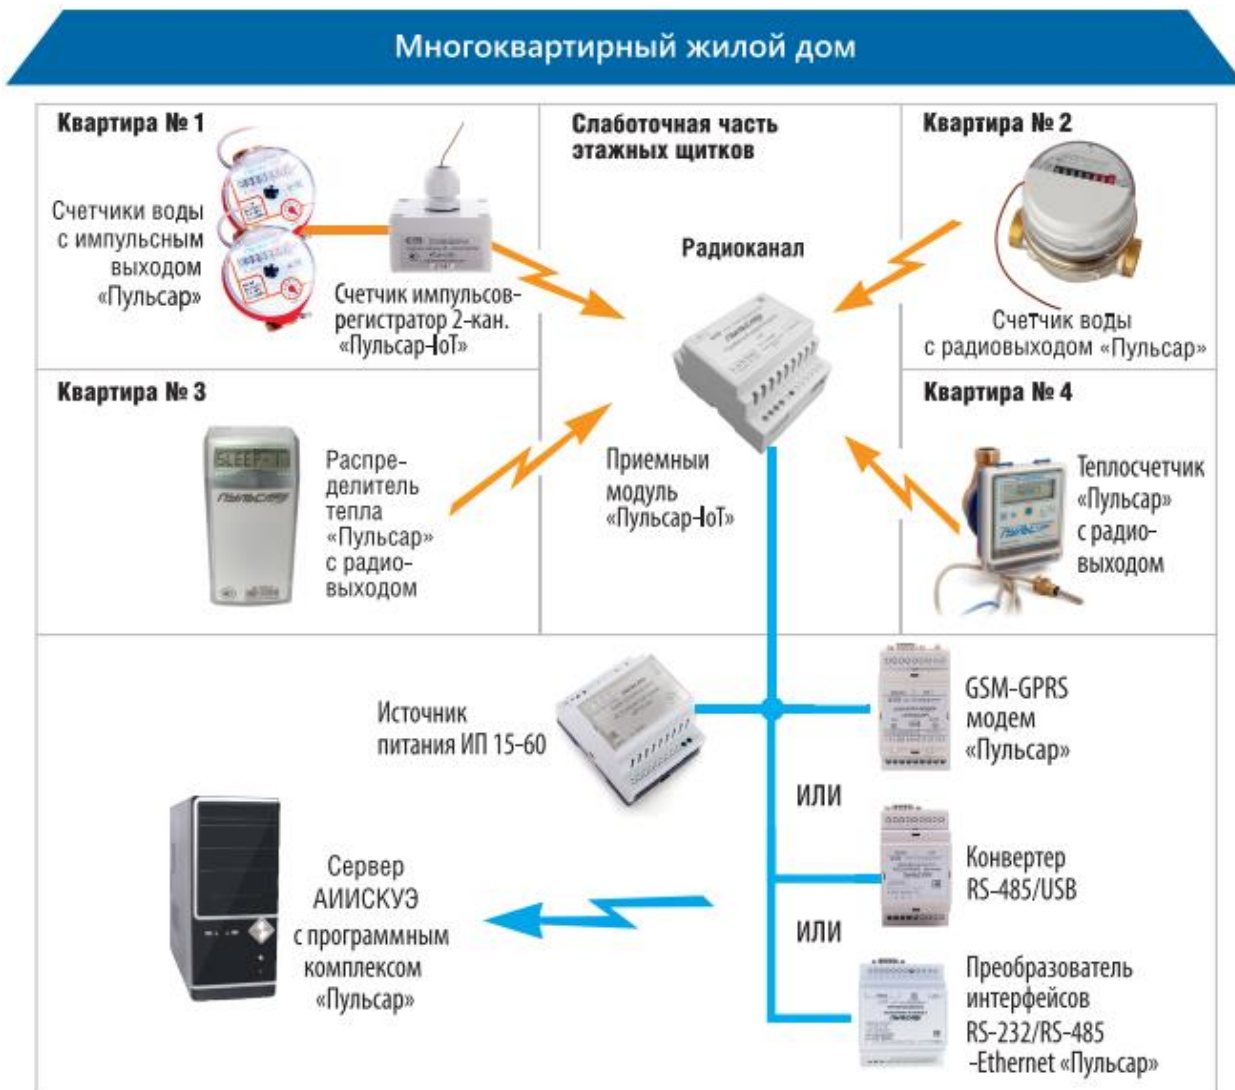 Многоквартирный жилой дом
Квартира № 1
Счетчики воды
с импульсным
выходом
«Пульсар»
Счетчик импульсов-
регистратор 2-кан.
«Пульсар-IoT»
Слаботочная часть
этажных щитков
Радиоканал
Приемный
модуль
«Пульсар-IoT»
Квартира № 2
Счетчик воды
с радиовыходом «Пульсар»
Квартира № 3
SLEEP-1
ПУЛЬСАР
Распре-
делитель
тепла
«Пульсар»
с радио-
выходом
Квартира № 4
Теплосчетчик
«Пульсар»
с радио-
выходом
Источник
питания ИП 15-60
GSM-GPRS
модем
«Пульсар»
ИЛИ
Конвертер
RS-485/USB
ИЛИ
Преобразователь
интерфейсов
RS-232/RS-485
-Ethernet «Пульсар»
Сервер
АИИСКУЭ
с программным
комплексом
«Пульсар»